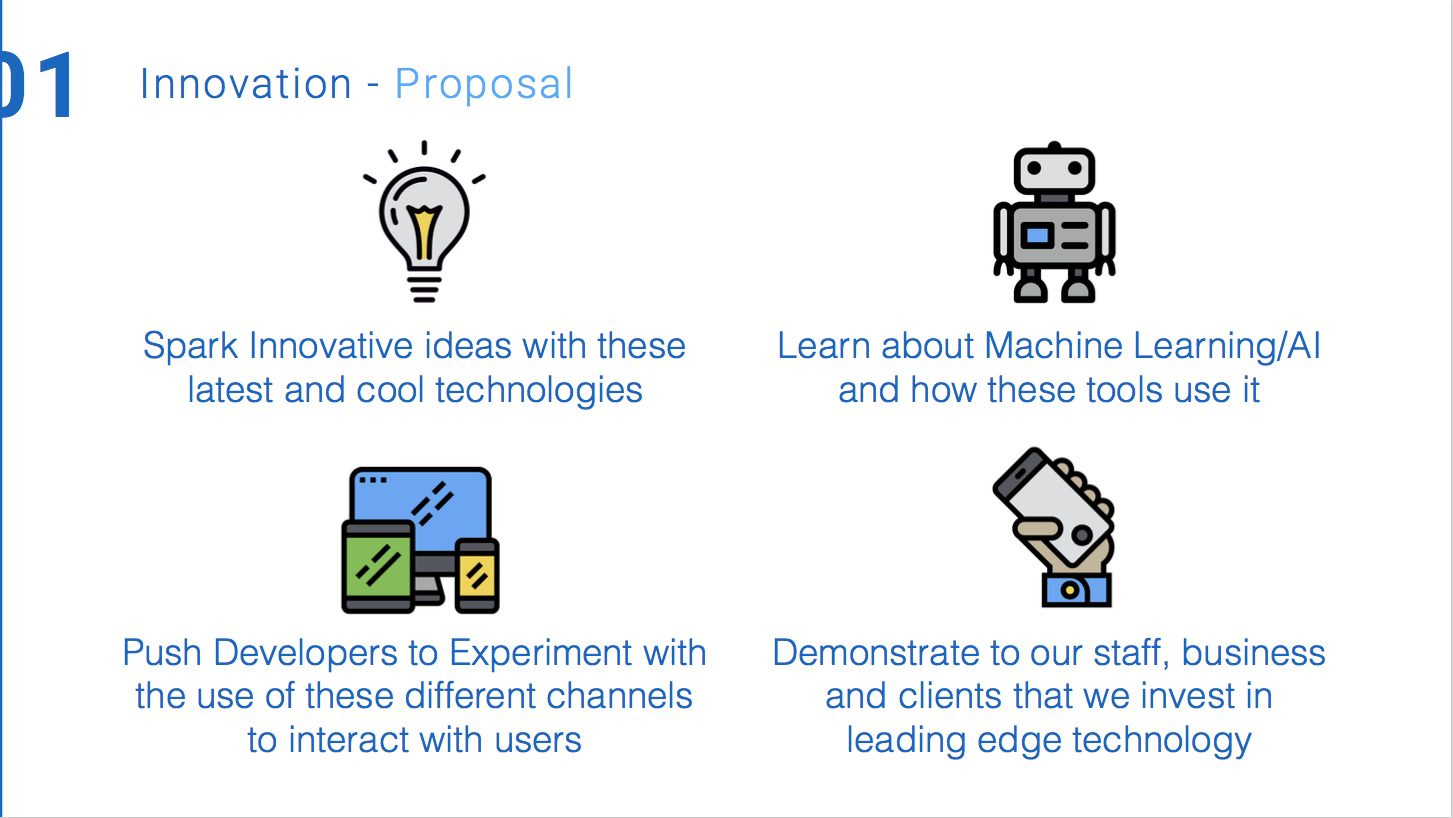 01
Innovation - Proposal
Spark Innovative ideas with these
latest and cool technologies
Learn about Machine Learning/AI
and how these tools use it
Push Developers to Experiment with
the use of these different channels
to interact with users
Demonstrate to our staff, business
and clients that we invest in
leading edge technology